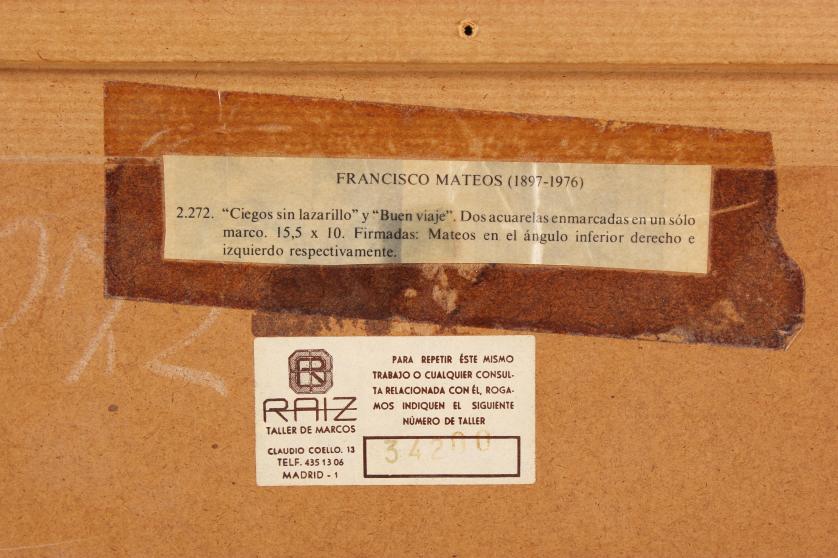 FRANCISCO MATEOS (1897-1976)
2.272. “Ciegos sin lazarillo” y “Buen viaje”. Dos acuarelas enmarcadas en un sólo
marco. 15,5 x 10. Firmadas: Mateos en el ángulo inferior derecho e
izquierdo respectivamente.
R
RAIZ
TALLER DE MARCOS
CLAUDIO COELLO. 13
TELF. 435 13 06
MADRID - 1
PARA REPETIR ÉSTE MISMO
TRABAJO O CUALQUIER CONSUL-
TA RELACIONADA CON ÉL, ROGA-
MOS INDIQUEN EL SIGUIENTE
NÚMERO DE TALLER
34200